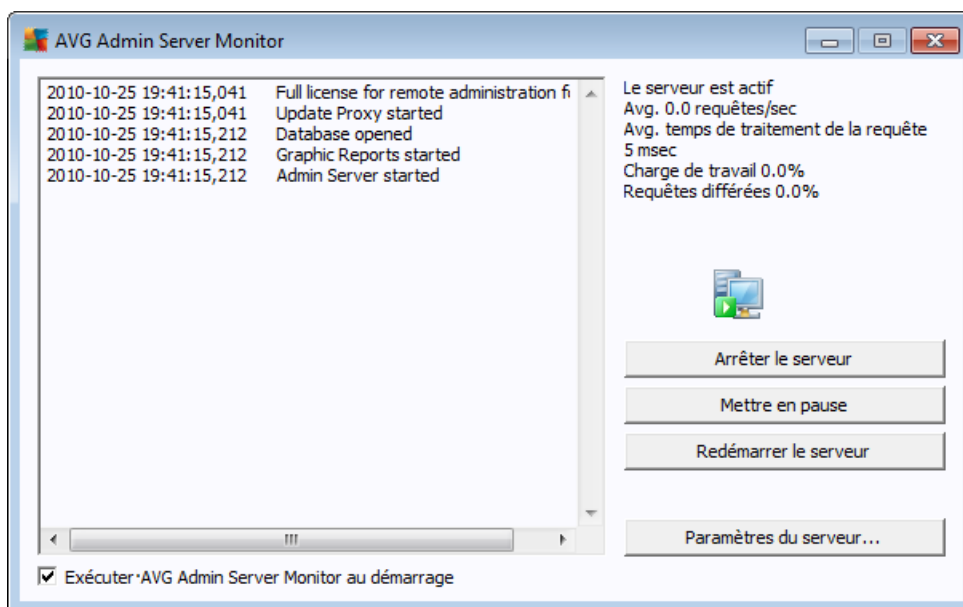 AVG Admin Server Monitor
2010-10-25 19:41:15,041 Full license for remote administration f
2010-10-25 19:41:15,041 Update Proxy started
2010-10-25 19:41:15,212 Database opened
2010-10-25 19:41:15,212 Graphic Reports started
2010-10-25 19:41:15,212 Admin Server started
Le serveur est actif
Avg. 0.0 requêtes/sec
Avg. temps de traitement de la requête
5 msec
Charge de travail 0.0%
Requêtes différées 0.0%
Arrêter le serveur
Mettre en pause
Redémarrer le serveur
Paramètres du serveur...
Exécuter·AVG Admin Server Monitor au démarrage